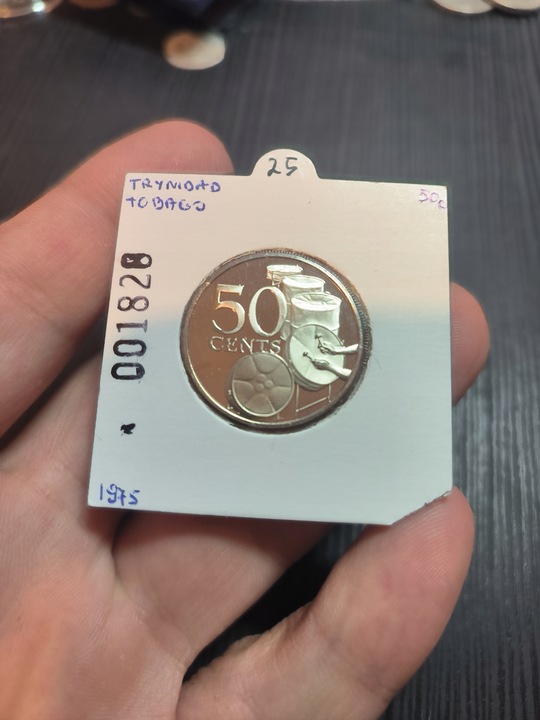 25
TRYNIDAD
TOBAGO
50c
* 001828
50
CENTS
1975